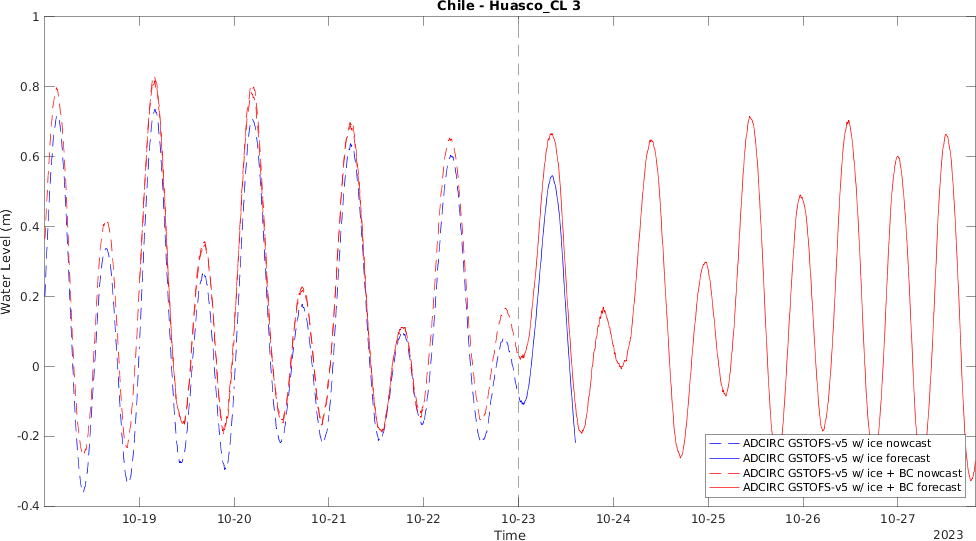 Chile - Huasco_CL 3
Water Level (m)
1
0.8
0.6
0.4
0.2
0
-0.2
-0.4
10-19
10-20
10-21
10-22
10-23
10-24
10-25
10-26
10-27
Time
2023
ADCIRC GSTOFS-v5 w/ ice nowcast
ADCIRC GSTOFS-v5 w/ ice forecast
ADCIRC GSTOFS-v5 w/ ice + BC nowcast
ADCIRC GSTOFS-v5 w/ ice + BC forecast